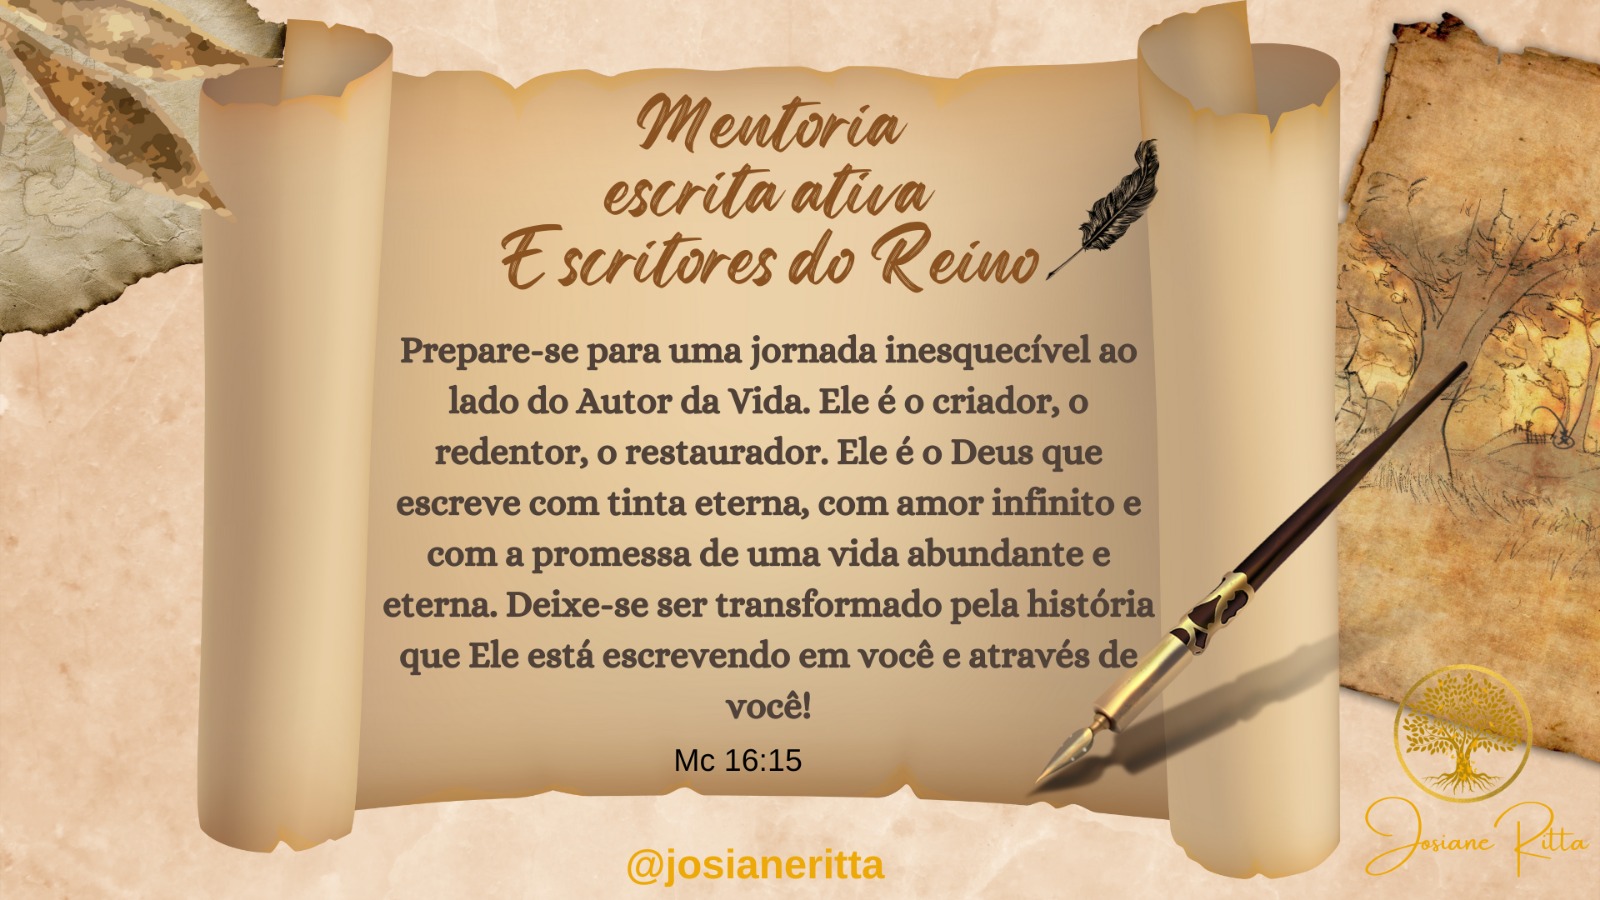 Mentoria
escrita ativa
Escritores do Reino
Prepare-se para uma jornada inesquecível ao
lado do Autor da Vida. Ele é o criador, o
redentor, o restaurador. Ele é o Deus que
escreve com tinta eterna, com amor infinito e
com a promessa de uma vida abundante e
eterna. Deixe-se ser transformado pela história
que Ele está escrevendo em você e através de
você!
Mc 16:15
@josianeritta
Josiane Ritta